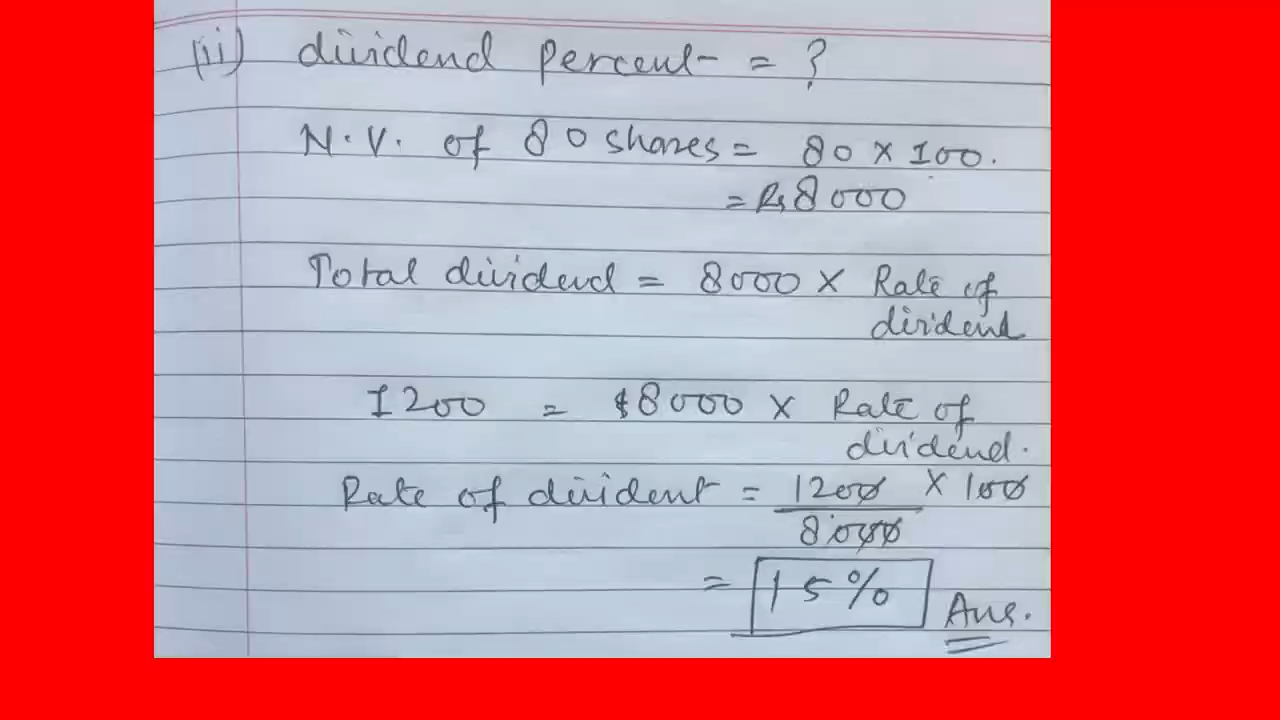 (ii) dividend Percent = ?
N.V. of 80 shares = 80 × 100.
= Rs 8000
Total dividend = 8000 × Rate of
dividend
1200 = 8000 × Rate of
dividend.
Rate of divident = 1200 × 100
8000
= 15% Ans.